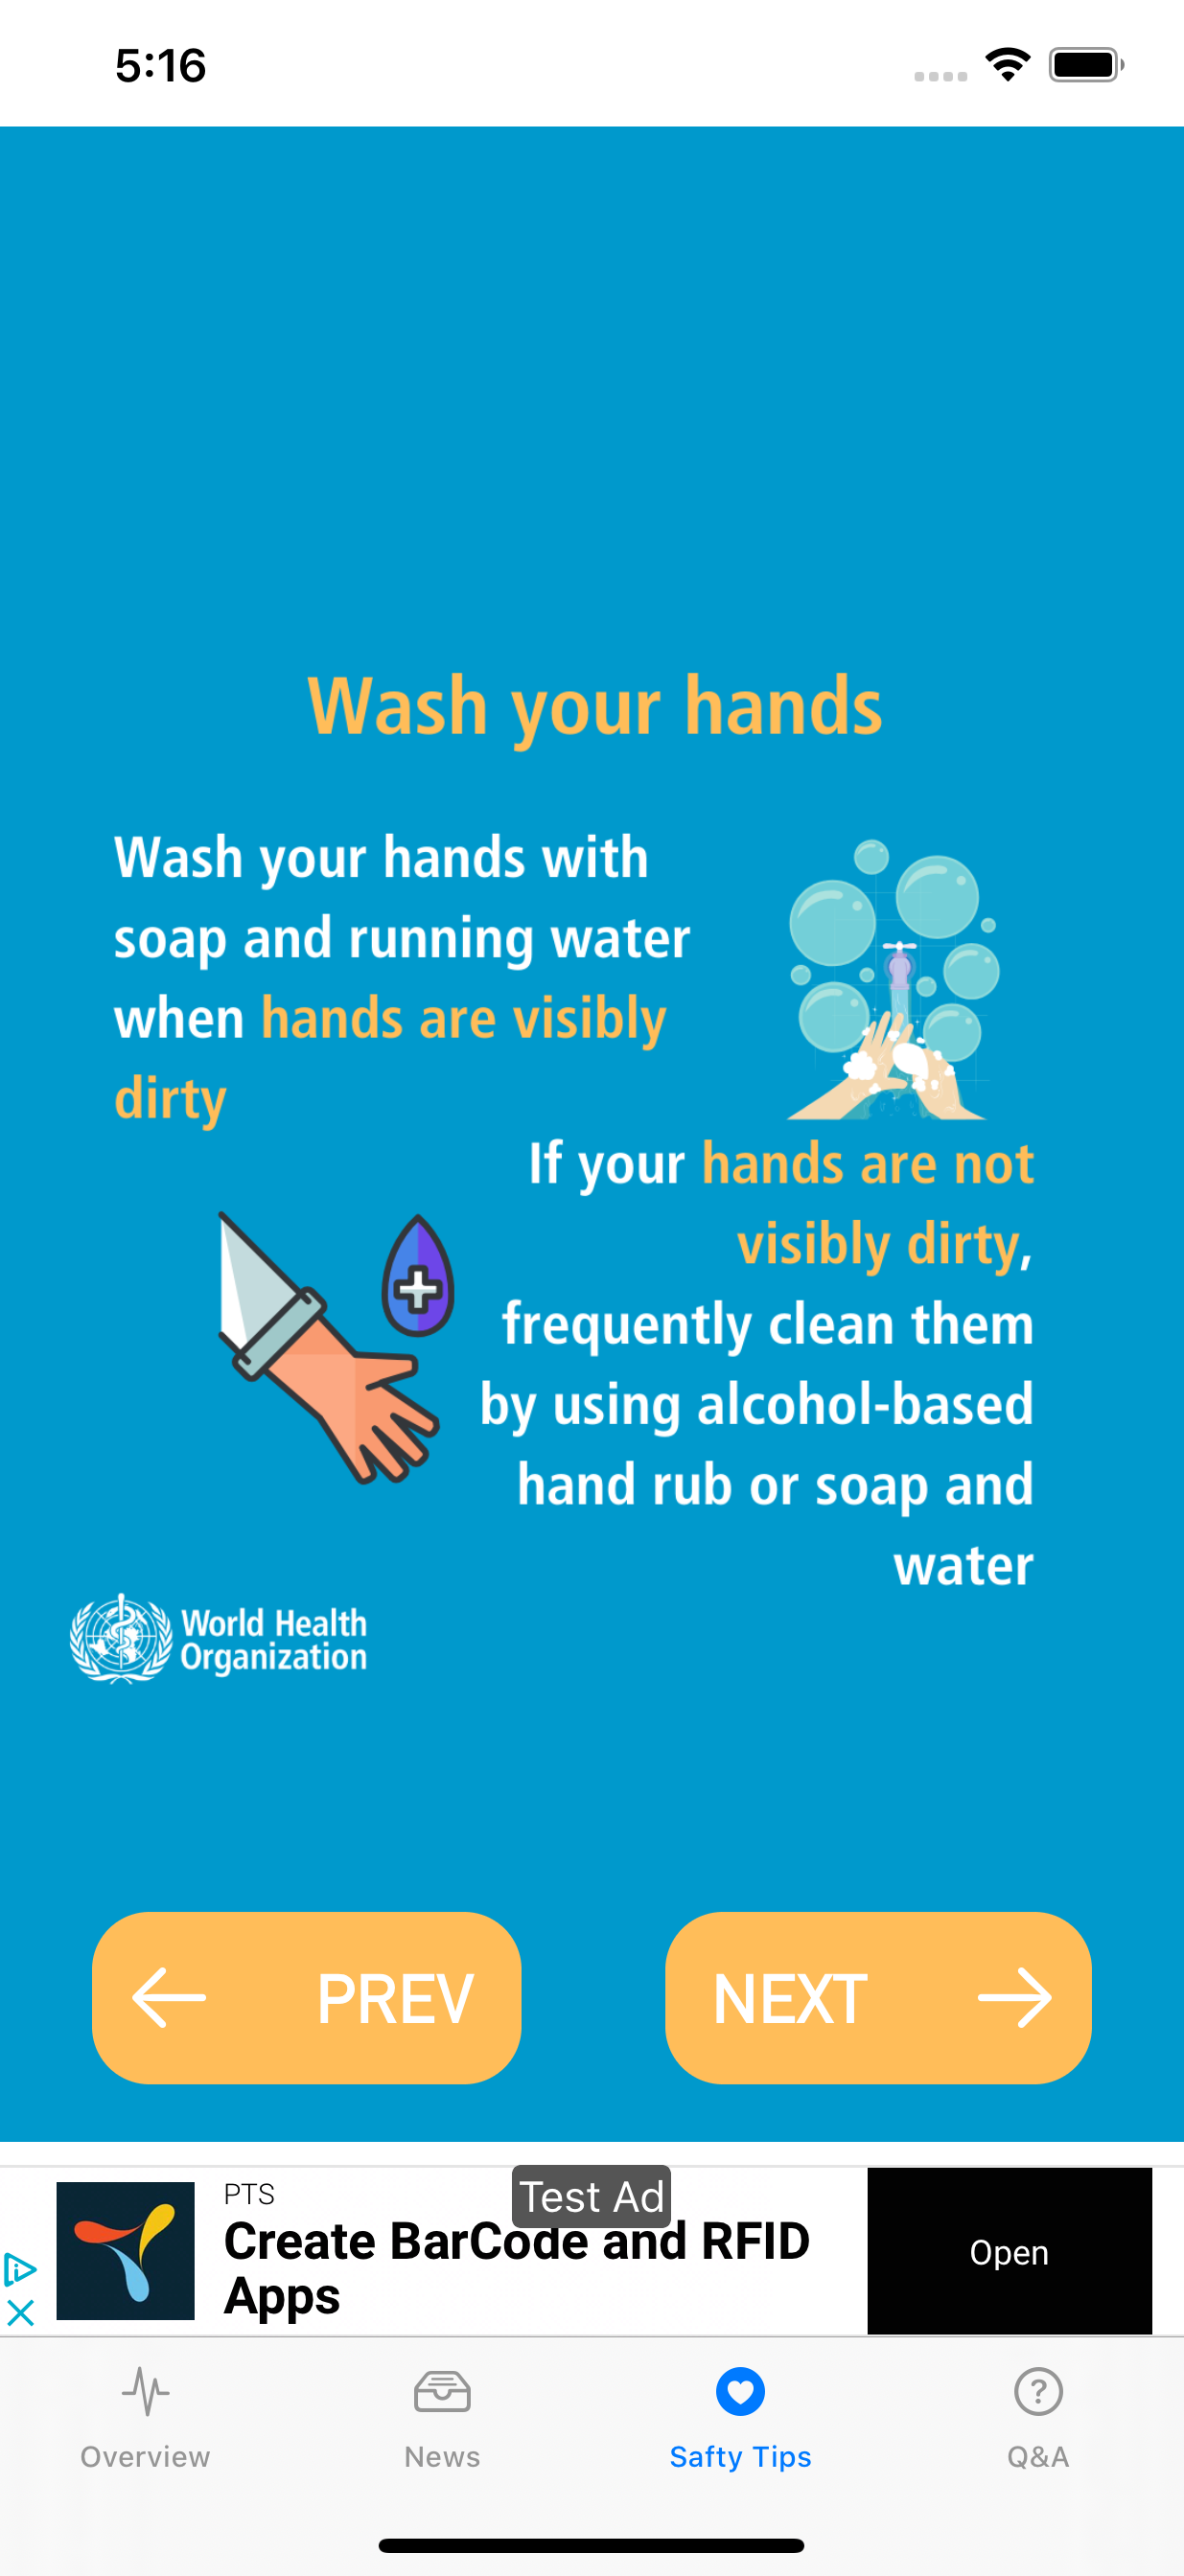 5:16
Wash your hands
Wash your hands with
soap and running water
when hands are visibly
dirty
If your hands are not
visibly dirty,
frequently clean them
by using alcohol-based
hand rub or soap and
water
World Health
Organization
PREV
NEXT
PTS
Test Ad
Create BarCode and RFID
Apps
Open
Overview
News
Safty Tips
Q&A